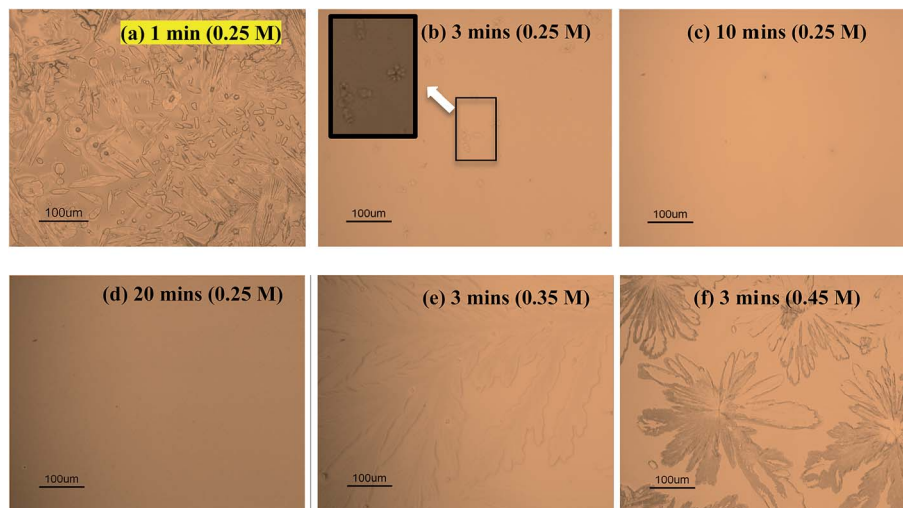 (a) 1 min (0.25 M)
(b) 3 mins (0.25 M)
(c) 10 mins (0.25 M)
100um
100um
100um
(d) 20 mins (0.25 M)
(e) 3 mins (0.35 M)
(f) 3 mins (0.45 M)
100um
100um
100um